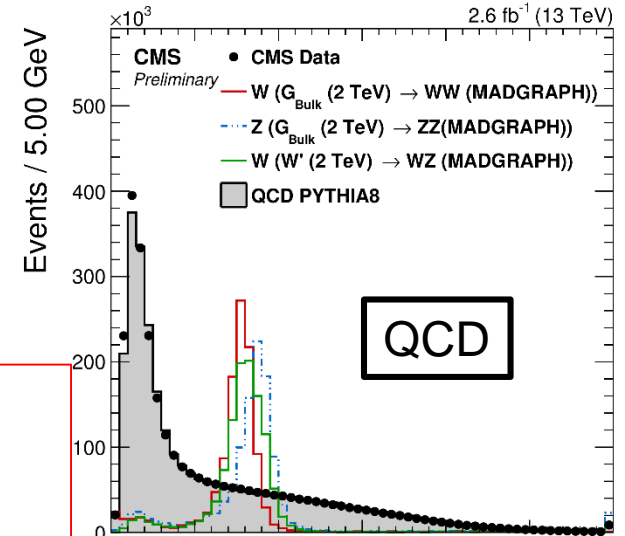 ×10³
2.6 fb⁻¹ (13 TeV)
Events / 5.00 GeV
CMS
Preliminary
CMS Data
W (G_Bulk (2 TeV) → WW (MADGRAPH))
Z (G_Bulk (2 TeV) → ZZ(MADGRAPH))
W (W' (2 TeV) → WZ (MADGRAPH))
QCD PYTHIA8
500
400
300
200
100
0
QCD